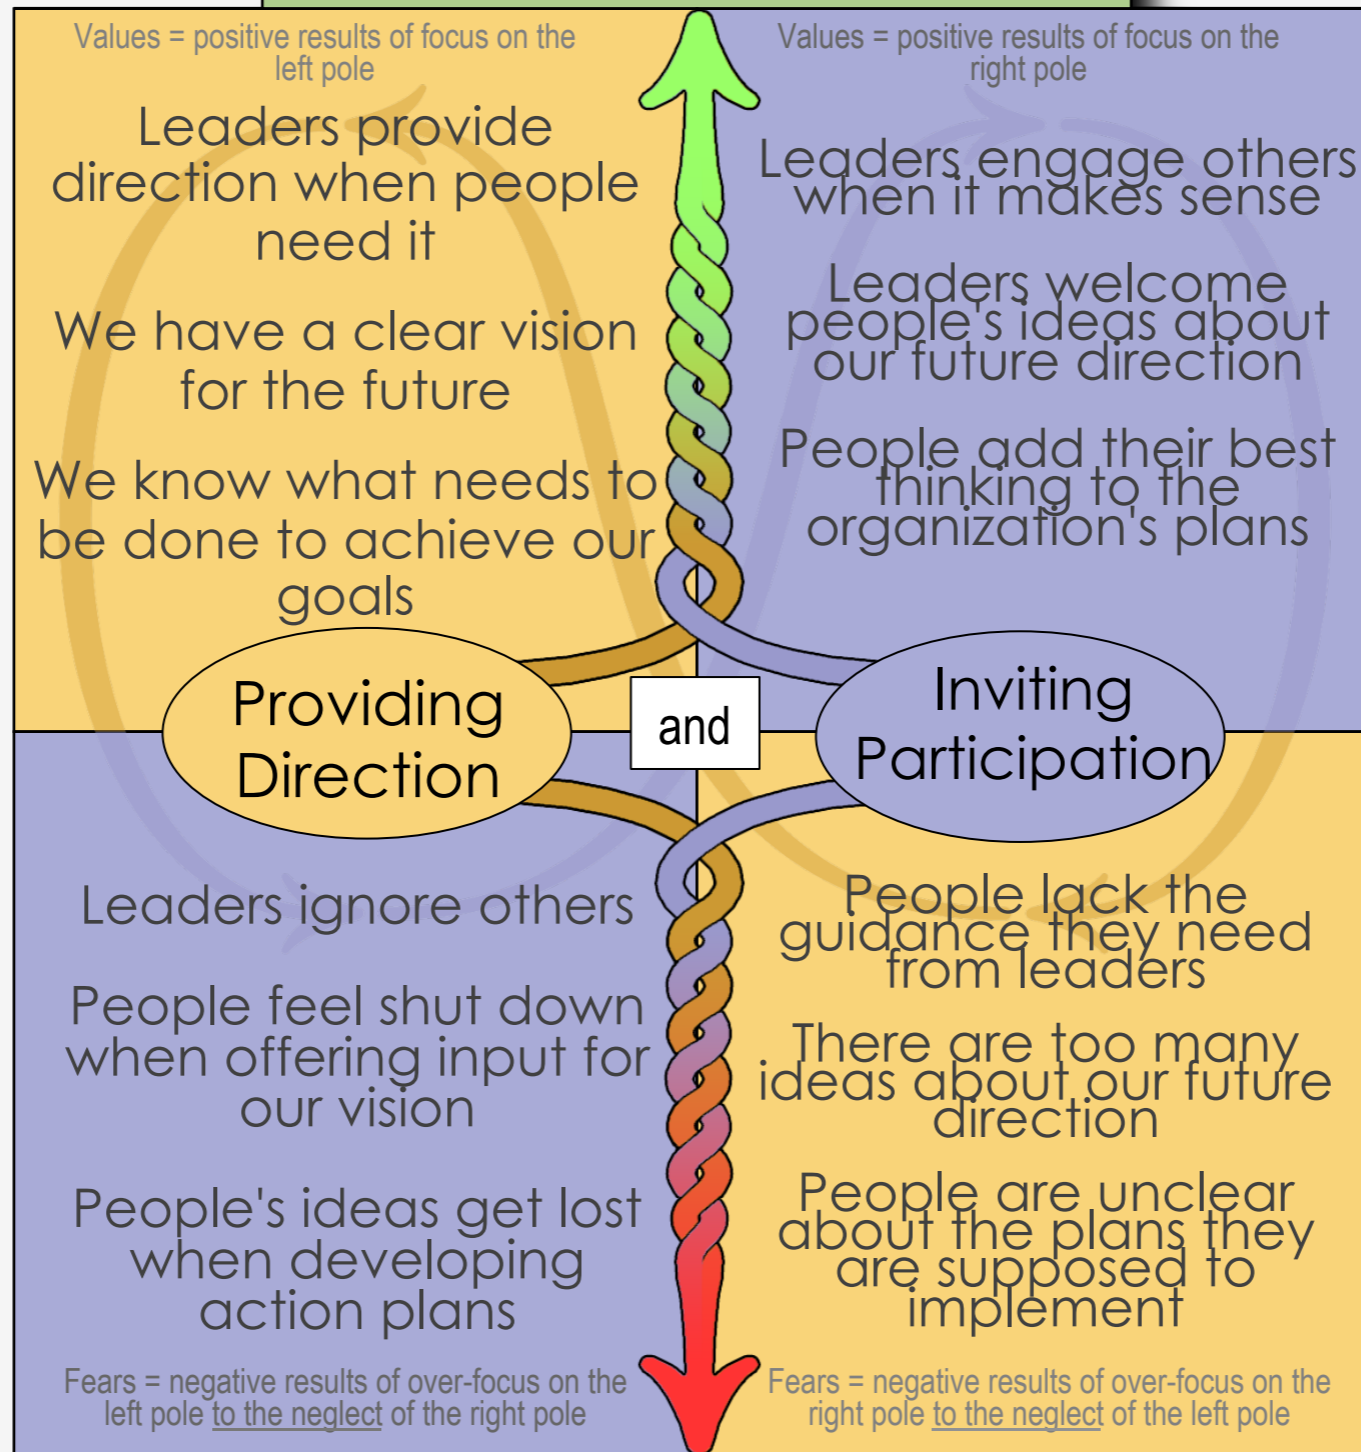 Values = positive results of focus on the
left pole
Leaders provide
direction when people
need it
We have a clear vision
for the future
We know what needs to
be done to achieve our
goals
Values = positive results of focus on the
right pole
Leaders engage others
when it makes sense
Leaders welcome
people's ideas about
our future direction
People add their best
thinking to the
organization's plans
Providing
Direction
and
Inviting
Participation
Leaders ignore others
People feel shut down
when offering input for
our vision
People's ideas get lost
when developing
action plans
Fears = negative results of over-focus on the
left pole to the neglect of the right pole
People lack the
guidance they need
from leaders
There are too many
ideas about our future
direction
People are unclear
about the plans they
are supposed to
implement
Fears = negative results of over-focus on the
right pole to the neglect of the left pole